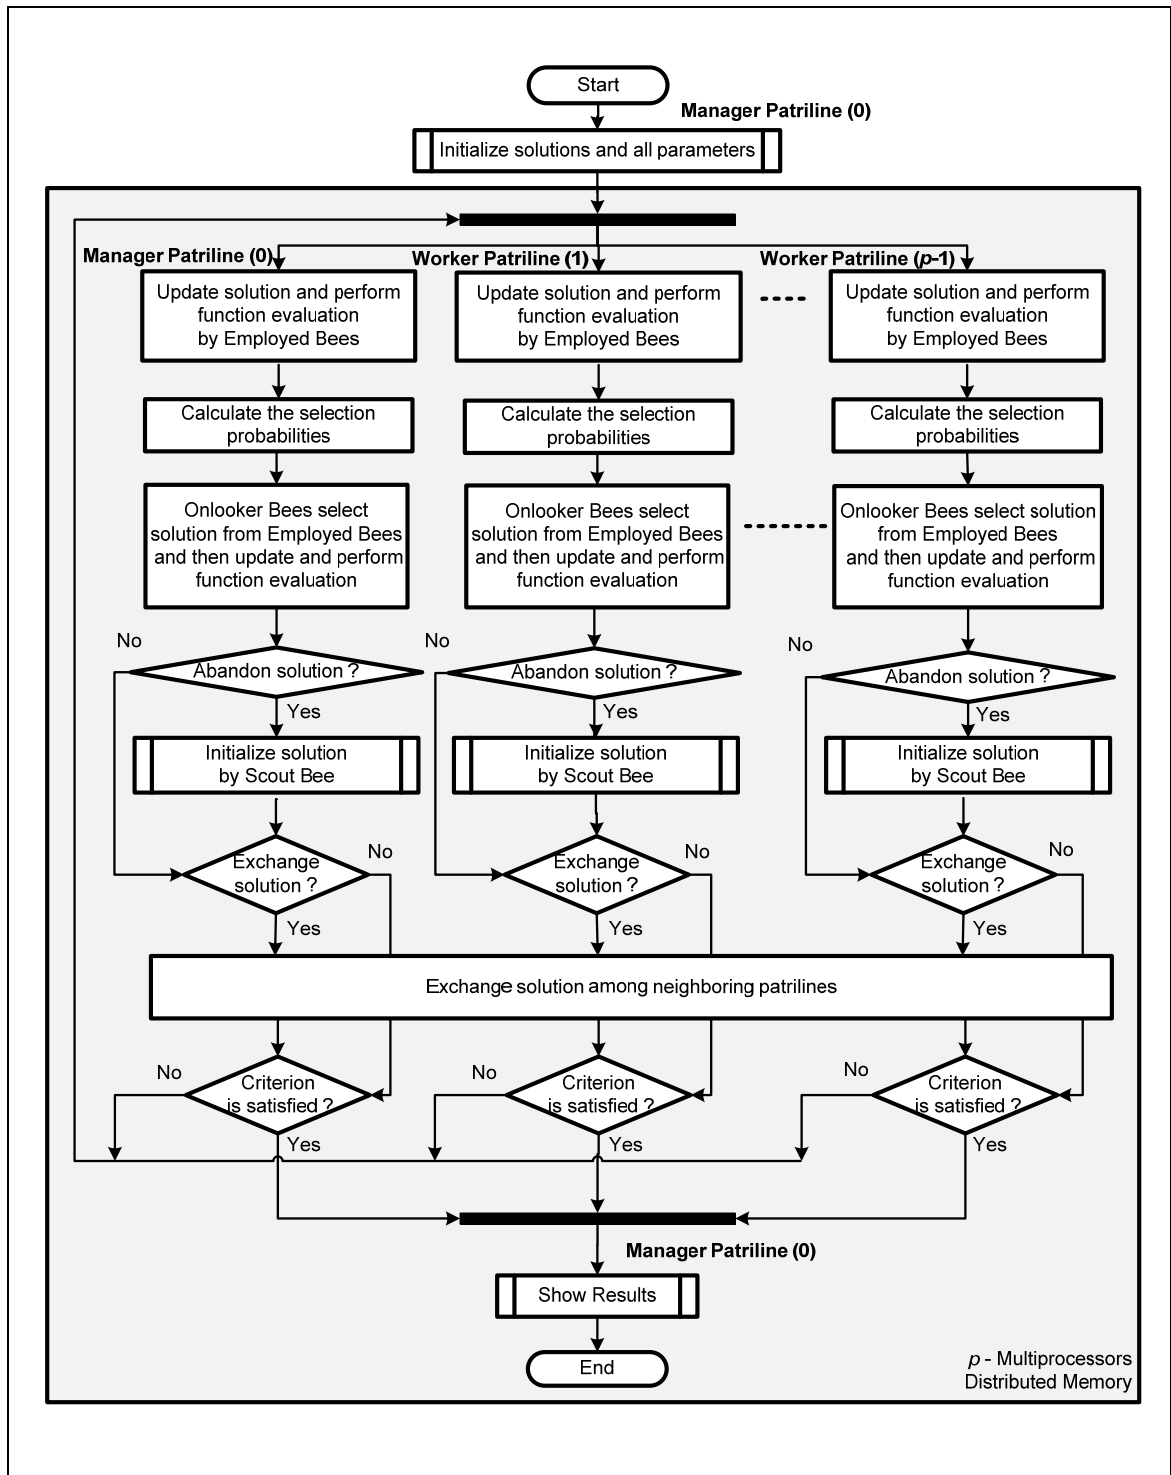 Start
Manager Patriline (0)
Initialize solutions and all parameters
Manager Patriline (0)
Worker Patriline (1)
Worker Patriline (p-1)
Update solution and perform
function evaluation
by Employed Bees
Update solution and perform
function evaluation
by Employed Bees
Update solution and perform
function evaluation
by Employed Bees
Calculate the selection
probabilities
Calculate the selection
probabilities
Calculate the selection
probabilities
Onlooker Bees select
solution from Employed Bees
and then update and perform
function evaluation
Onlooker Bees select
solution from Employed Bees
and then update and perform
function evaluation
Onlooker Bees select solution
from Employed Bees
and then update and perform
function evaluation
No
Abandon solution ?
Yes
No
Abandon solution ?
Yes
No
Abandon solution ?
Yes
Initialize solution
by Scout Bee
Initialize solution
by Scout Bee
Initialize solution
by Scout Bee
Exchange
solution ?
No
Yes
Exchange
solution ?
No
Yes
Exchange
solution ?
No
Yes
Exchange solution among neighboring patrilines
No
Criterion
is satisfied ?
Yes
No
Criterion
is satisfied ?
Yes
No
Criterion
is satisfied ?
Yes
Manager Patriline (0)
Show Results
End
p - Multiprocessors
Distributed Memory